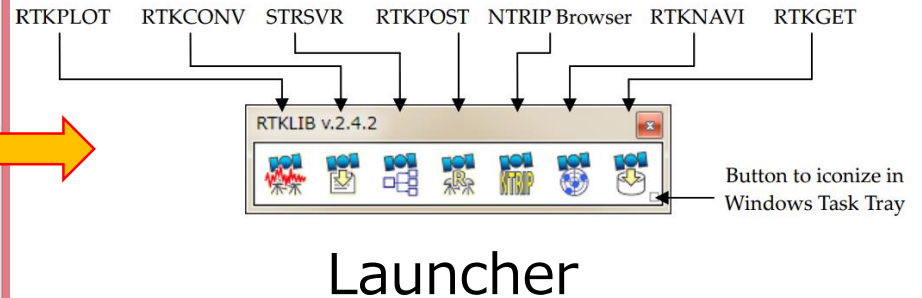 RTKPLOT RTKCONV STRSVR RTKPOST NTRIP Browser RTKNAVI RTKGET
RTKLIB v.2.4.2
x
R
NTRIP
Button to iconize in
Windows Task Tray
Launcher